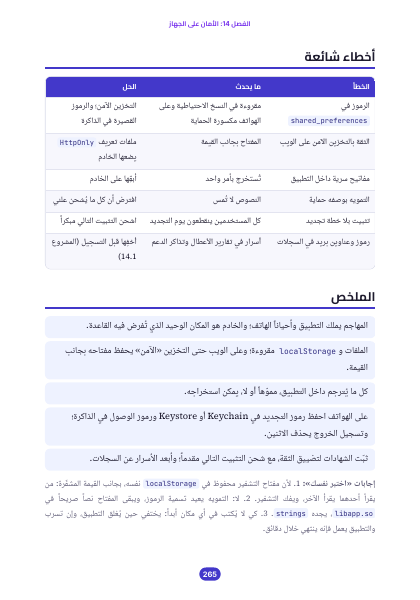 الفصل 14: الأمان على الجهاز
أخطاء شائعة
الخطأ ما يحدث الحل
الرموز في shared_preferences مقروءة في النسخ الاحتياطية وعلى الهواتف مكسورة الحماية التخزين الآمن؛ والرموز القصيرة في الذاكرة
الثقة بالتخزين الآمن على الويب المفتاح بجانب القيمة ملفات تعريف HttpOnly يضعها الخادم
مفاتيح سرية داخل التطبيق تُستخرج بأمر واحد أبقِها على الخادم
التمويه بوصفه حماية النصوص لا تُمس افترض أن كل ما يُشحن علني
تثبيت بلا خطة تجديد كل المستخدمين ينقطعون يوم التجديد اشحن التثبيت التالي مبكراً
رموز وعناوين بريد في السجلات أسرار في تقارير الأعطال وتذاكر الدعم أخفِها قبل التسجيل (المشروع 14.1)
الملخص
المهاجم يملك التطبيق وأحياناً الهاتف؛ والخادم هو المكان الوحيد الذي تُفرض فيه القاعدة.
الملفات و localStorage مقروءة؛ وعلى الويب حتى التخزين «الآمن» يحفظ مفتاحه بجانب
القيمة.
كل ما يُترجم داخل التطبيق، مموّهاً أو لا، يمكن استخراجه.
على الهواتف احفظ رموز التجديد في Keychain أو Keystore ورموز الوصول في الذاكرة؛
وتسجيل الخروج يحذف الاثنين.
ثبّت الشهادات لتضييق الثقة، مع شحن التثبيت التالي مقدماً؛ وأبعد الأسرار عن السجلات.
إجابات «اختبر نفسك»: 1. لأن مفتاح التشفير محفوظ في localStorage نفسه، بجانب القيمة المشفّرة: من
يقرأ أحدهما يقرأ الآخر، ويفك التشفير. 2. لا: التمويه يعيد تسمية الرموز، ويبقى المفتاح نصاً صريحاً في
libapp.so، يجده strings. 3. كي لا يُكتب في أي مكان أبداً: يختفي حين يُغلق التطبيق، وإن تسرب
والتطبيق يعمل فإنه ينتهي خلال دقائق.
265